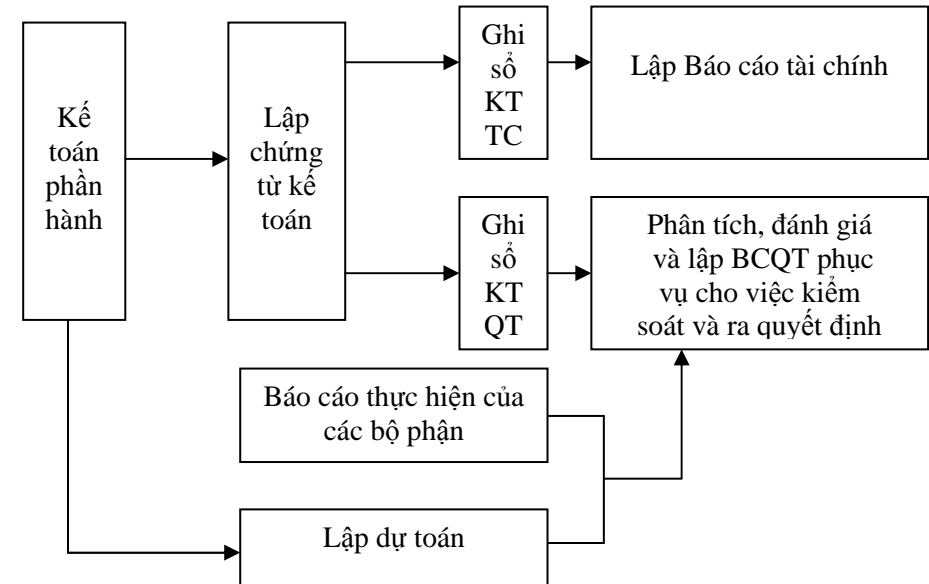 Kế
toán
phần
hành
Lập
chứng
từ kế
toán
Ghi
sổ
KT
TC
Lập Báo cáo tài chính
Ghi
sổ
KT
QT
Phân tích, đánh giá
và lập BCQT phục
vụ cho việc kiểm
soát và ra quyết định
Báo cáo thực hiện của
các bộ phận
Lập dự toán